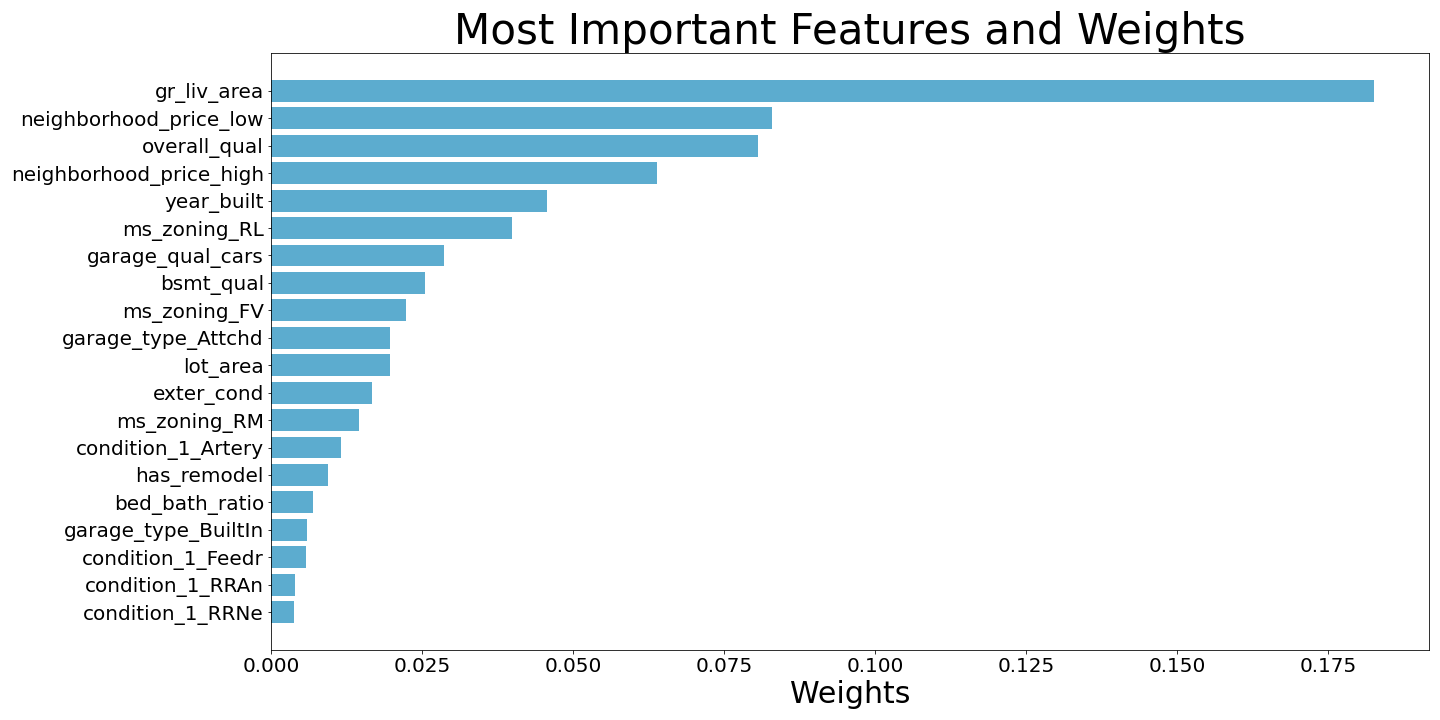 Most Important Features and Weights
gr_liv_area
neighborhood_price_low
overall_qual
neighborhood_price_high
year_built
ms_zoning_RL
garage_qual_cars
bsmt_qual
ms_zoning_FV
garage_type_Attchd
lot_area
exter_cond
ms_zoning_RM
condition_1_Artery
has_remodel
bed_bath_ratio
garage_type_BuiltIn
condition_1_Feedr
condition_1_RRAn
condition_1_RRNe
0.000 0.025 0.050 0.075 0.100 0.125 0.150 0.175
Weights